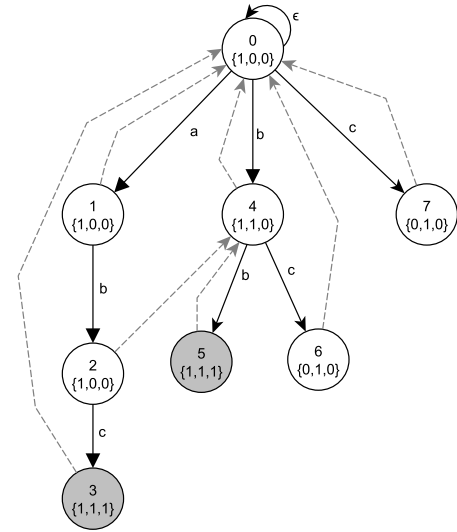 ϵ
0
{1,0,0}
a
b
c
1
{1,0,0}
4
{1,1,0}
7
{0,1,0}
b
b
c
2
{1,0,0}
5
{1,1,1}
6
{0,1,0}
c
3
{1,1,1}